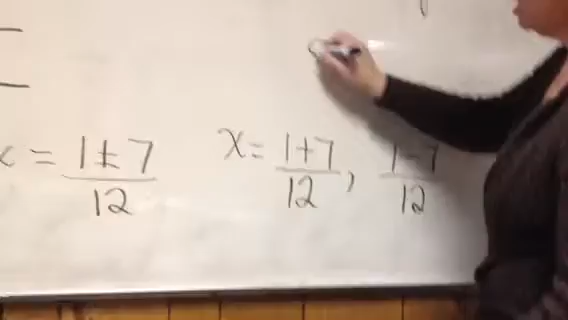 x = 1±7/12 x = 1+7/12, 1-7/12